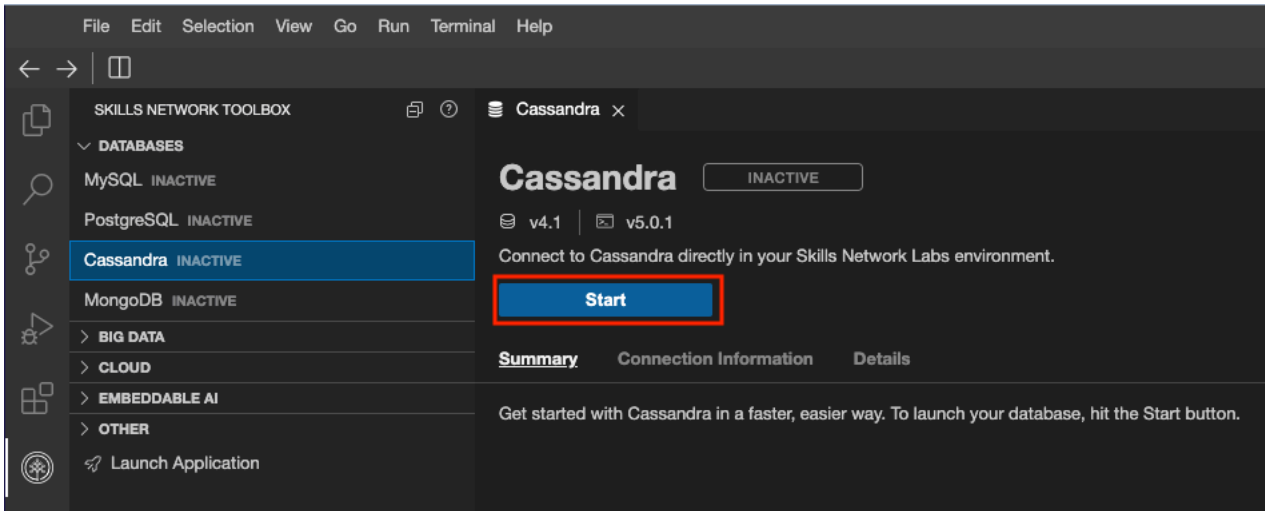 File Edit Selection View Go Run Terminal Help
SKILLS NETWORK TOOLBOX
DATABASES
MySQL INACTIVE
PostgreSQL INACTIVE
Cassandra INACTIVE
MongoDB INACTIVE
BIG DATA
CLOUD
EMBEDDABLE AI
OTHER
Launch Application
Cassandra
Cassandra INACTIVE
v4.1 v5.0.1
Connect to Cassandra directly in your Skills Network Labs environment.
Start
Summary Connection Information Details
Get started with Cassandra in a faster, easier way. To launch your database, hit the Start button.